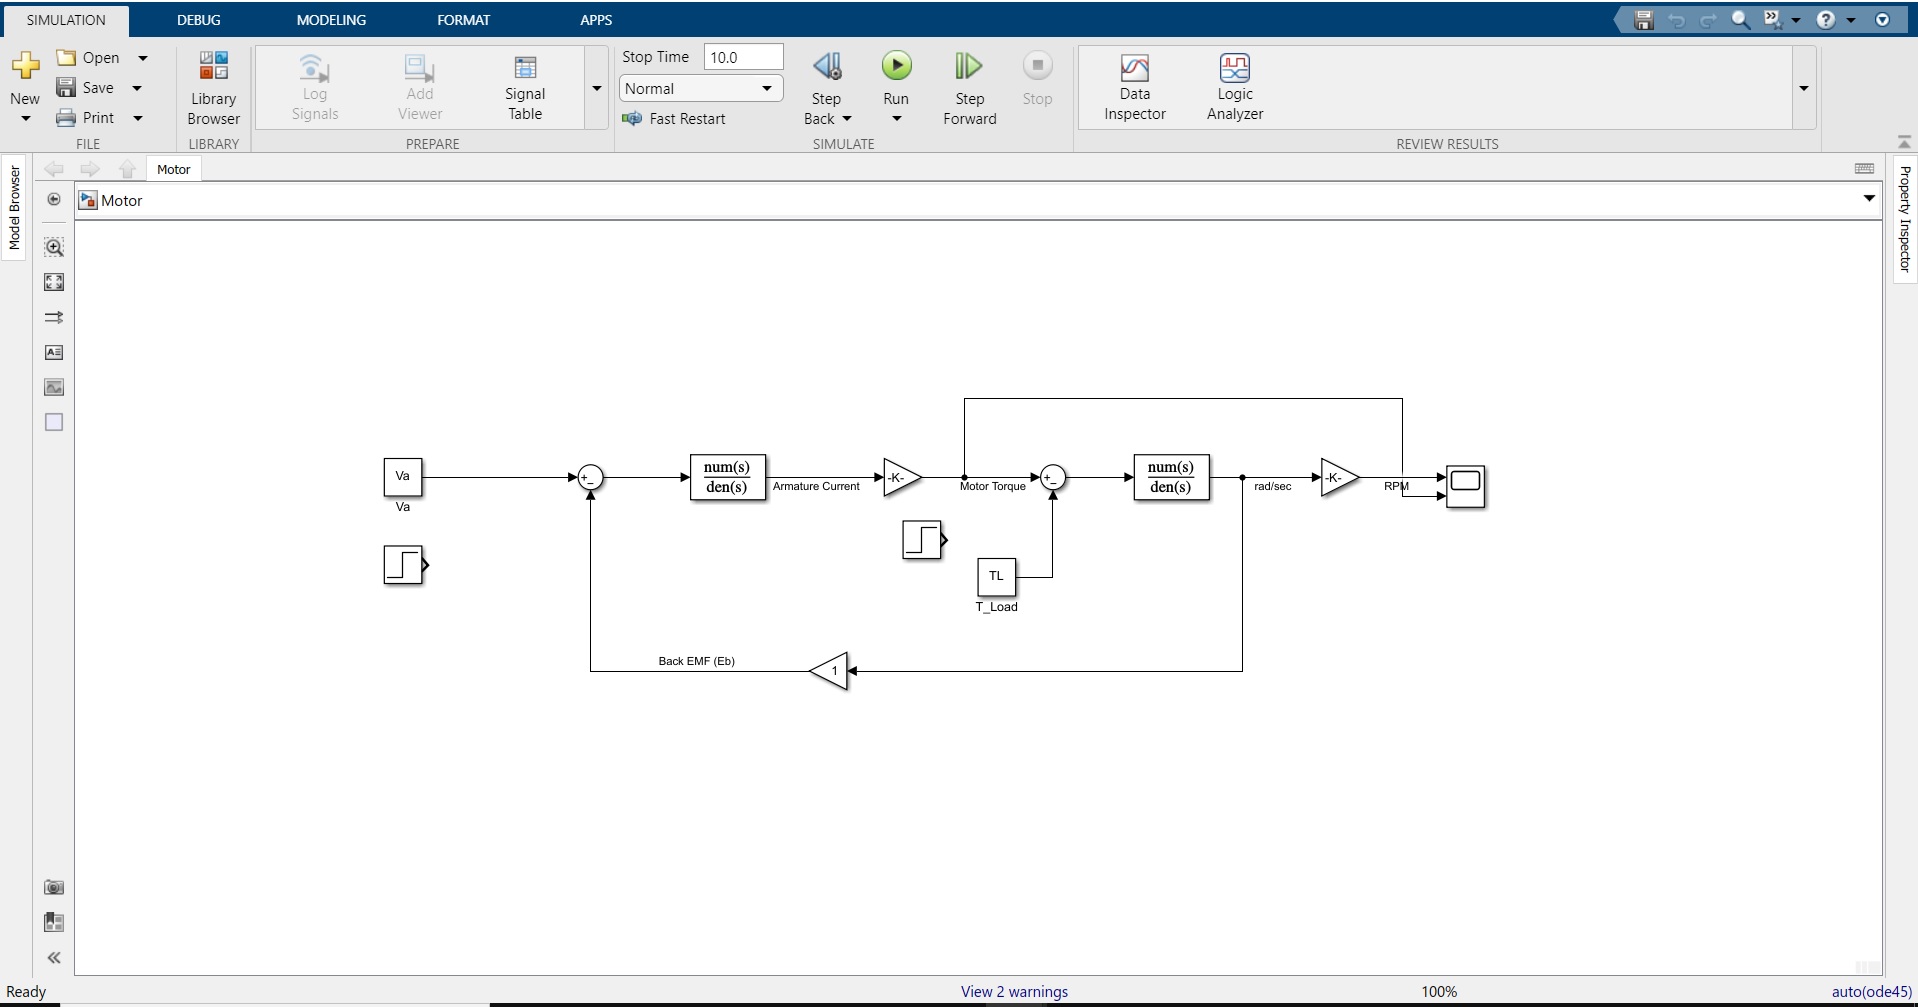 SIMULATION
DEBUG
MODELING
FORMAT
APPS
New
Open
Save
Print
FILE
Library
Browser
LIBRARY
Log
Signals
Add
Viewer
Signal
Table
PREPARE
Stop Time
10.0
Normal
Fast Restart
Step
Back
Run
Step
Forward
Stop
SIMULATE
Data
Inspector
Logic
Analyzer
REVIEW RESULTS
Model Browser
Motor
Motor
Property Inspector
Va
Va
+
_
num(s)
den(s)
Armature Current
-K-
Motor Torque
+
_
num(s)
den(s)
rad/sec
-K-
RPM
TL
T_Load
Back EMF (Eb)
1
Ready
View 2 warnings
100%
auto(ode45)